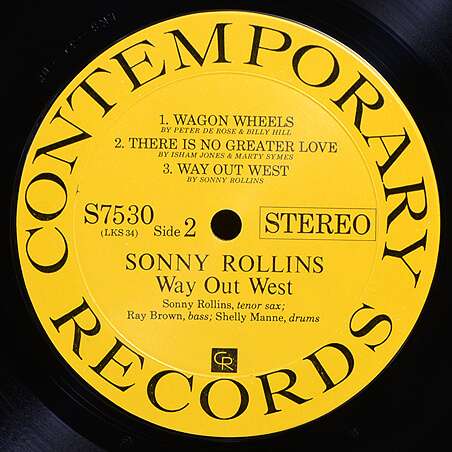 CONTEMPORARY
1. WAGON WHEELS
BY PETER DE ROSE & BILLY HILL
2. THERE IS NO GREATER LOVE
BY ISHAM JONES & MARTY SYMES
3. WAY OUT WEST
BY SONNY ROLLINS
S7530
(LKS 34)
Side 2
STEREO
SONNY ROLLINS
Way Out West
Sonny Rollins, tenor sax;
Ray Brown, bass; Shelly Manne, drums
CR
RECORDS